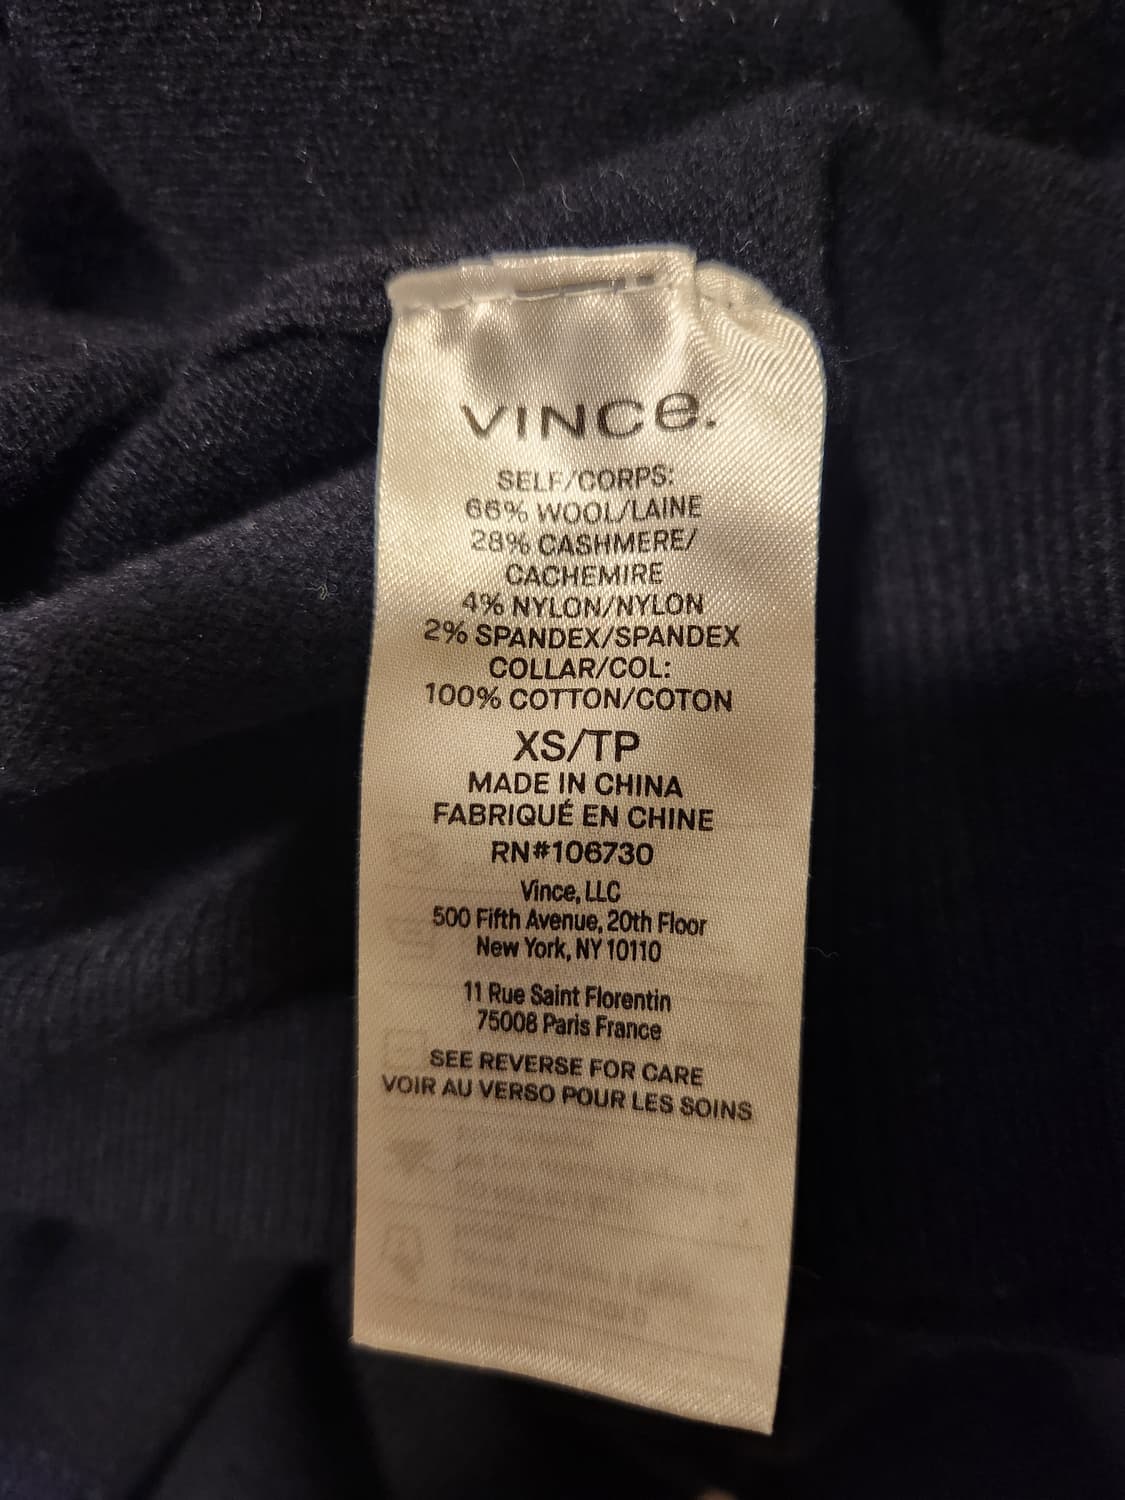 VINCe.
SELF/CORPS:
66% WOOL/LAINE
28% CASHMERE/
CACHEMIRE
4% NYLON/NYLON
2% SPANDEX/SPANDEX
COLLAR/COL:
100% COTTON/COTON
XS/TP
MADE IN CHINA
FABRIQUÉ EN CHINE
RN#106730
Vince, LLC
500 Fifth Avenue, 20th Floor
New York, NY 10110
11 Rue Saint Florentin
75008 Paris France
SEE REVERSE FOR CARE
VOIR AU VERSO POUR LES SOINS